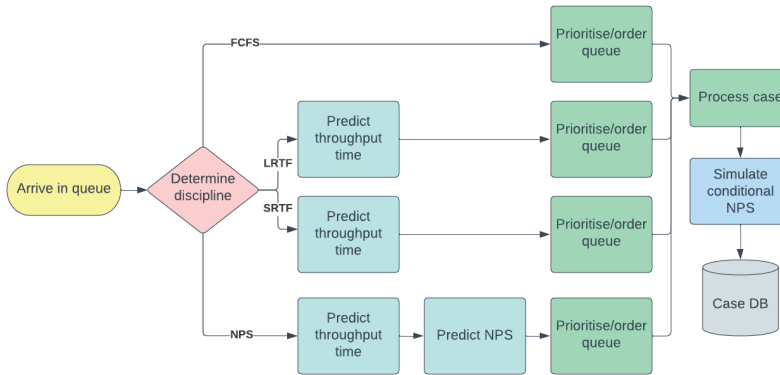 FCFS
Prioritise/order
queue
Arrive in queue
Determine
discipline
LRTF
Predict
throughput
time
Prioritise/order
queue
SRTF
Predict
throughput
time
Prioritise/order
queue
NPS
Predict
throughput
time
Predict NPS
Prioritise/order
queue
Process case
Simulate
conditional
NPS
Case DB